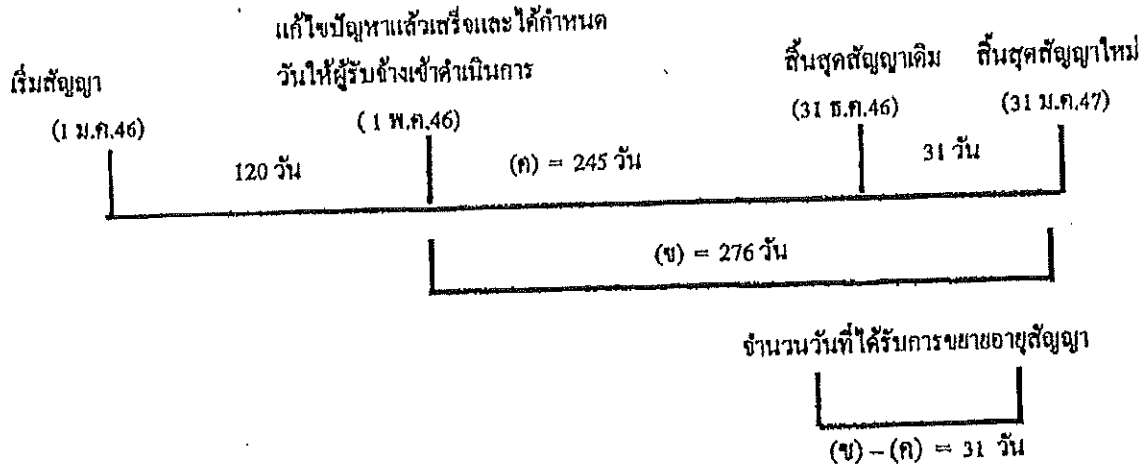 แก้ไขปัญหาแล้วเสร็จและได้กำหนด
เริ่มสัญญา วันให้ผู้รับจ้างเข้าดำเนินการ สิ้นสุดสัญญาเดิม สิ้นสุดสัญญาใหม่
(1 ม.ค.46) (1 พ.ค.46) (31 ธ.ค.46) (31 ม.ค.47)
120 วัน (ค) = 245 วัน 31 วัน
(ข) = 276 วัน
จำนวนวันที่ได้รับการขยายอายุสัญญา
(ข) – (ค) = 31 วัน